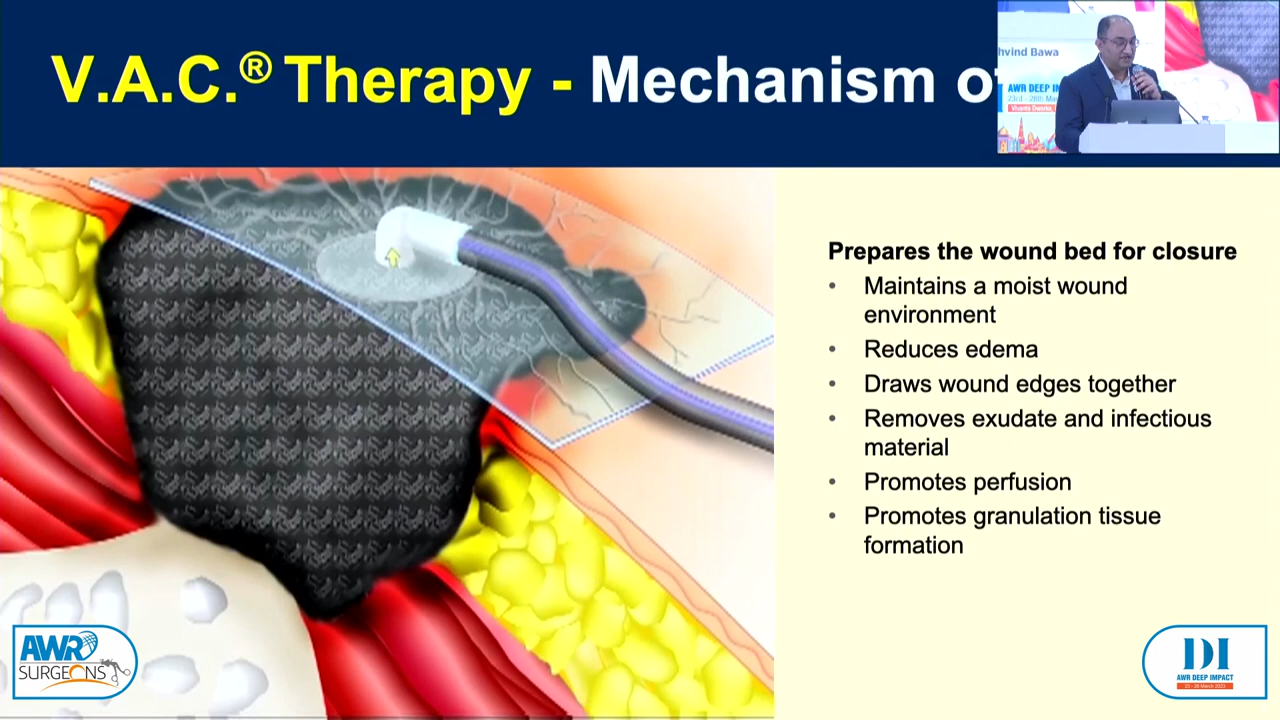 V.A.C.® Therapy - Mechanism of
hvind Bawa
AWR DEEP IM
Prepares the wound bed for closure
• Maintains a moist wound
environment
• Reduces edema
• Draws wound edges together
• Removes exudate and infectious
material
• Promotes perfusion
• Promotes granulation tissue
formation
AWR
SURGEONS
DI
AWR DEEP IMPACT